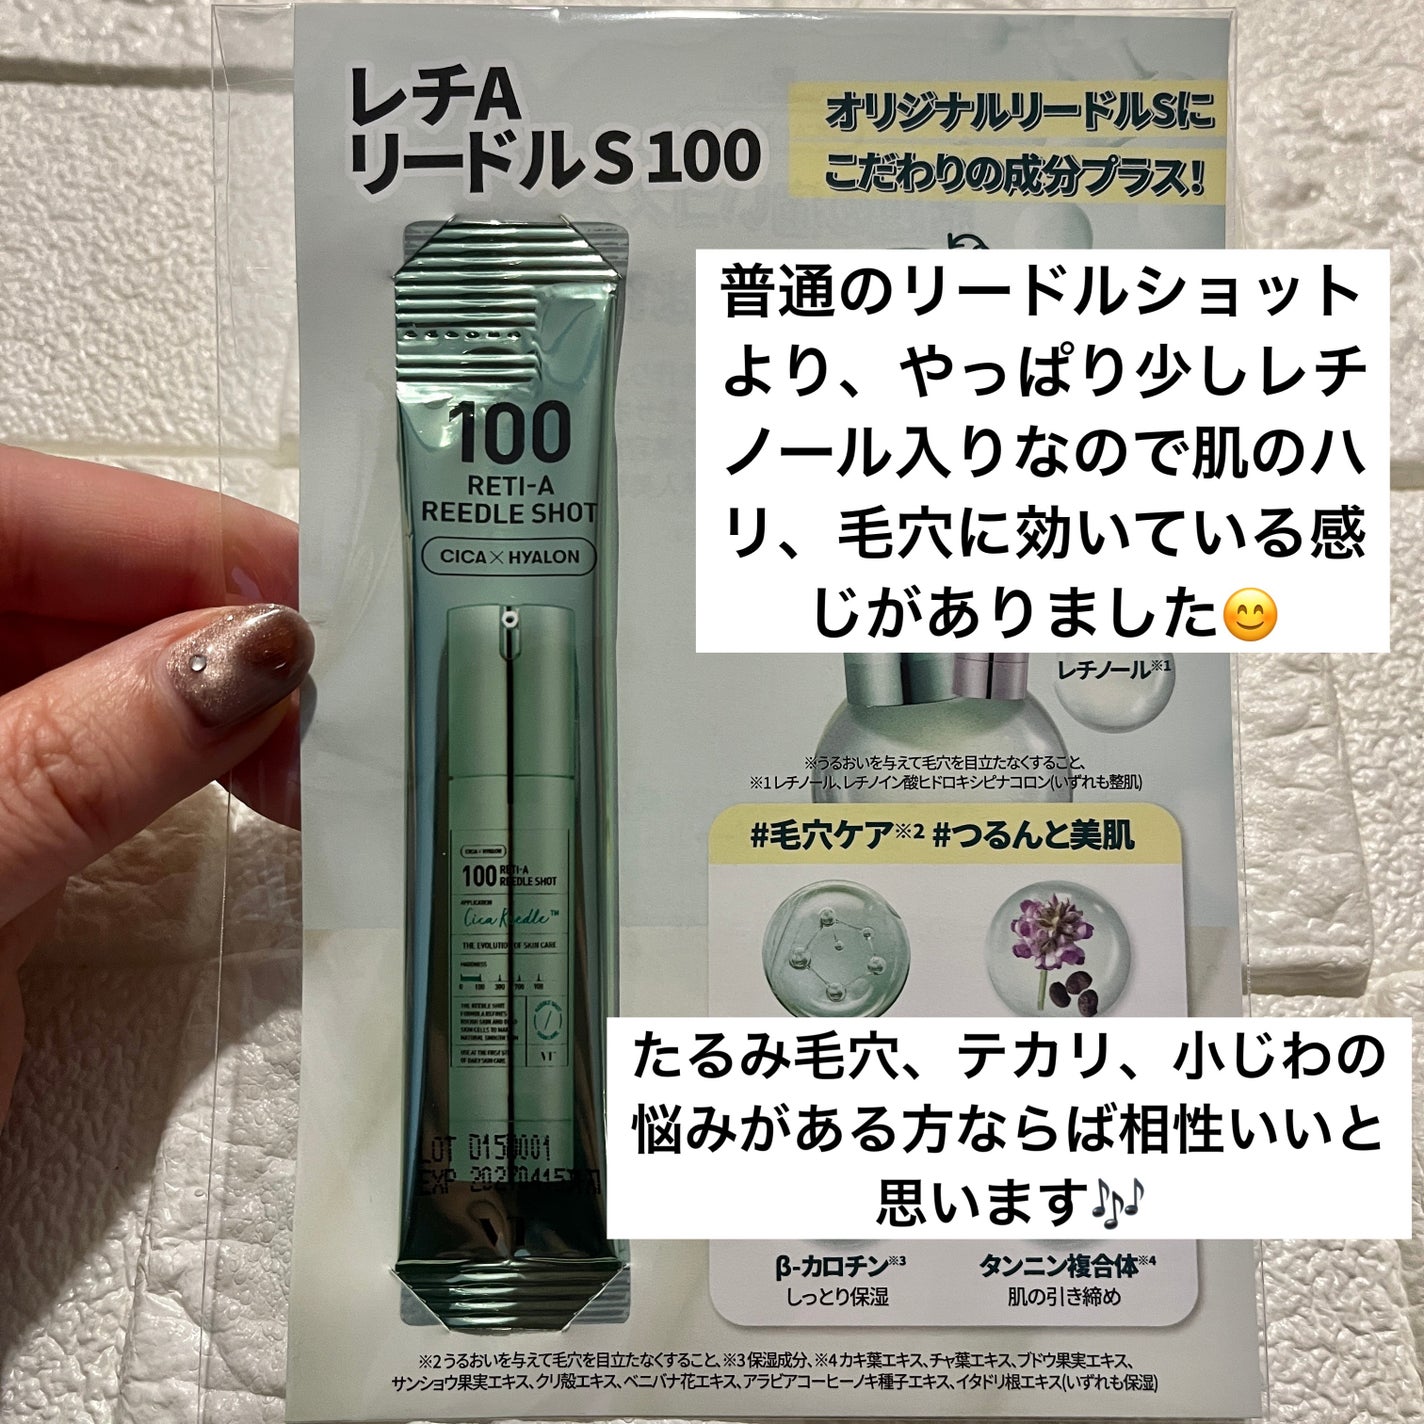 レチA
リードルS 100
オリジナルリードルSに
こだわりの成分プラス!
普通のリードルショット
より、やっぱり少しレチ
ノール入りなので肌のハ
リ、毛穴に効いている感
じがありました😊
100
RETI-A
REEDLE SHOT
CICA×HYALON
レチノール※1
※うるおいを与えて毛穴を目立たなくすること、
※1 レチノール、レチノイン酸ヒドロキシピナコロン(いずれも整肌)
#毛穴ケア※2 #つるんと美肌
CICA×HYALON
100 RETI-A
REEDLE SHOT
APPLICATION
Cica Reedle™
THE EVOLUTION OF SKIN CARE
HARDNESS
たるみ毛穴、テカリ、小じわの
悩みがある方ならば相性いいと
思います🎶
VT
β-カロチン※3
しっとり保湿
タンニン複合体※4
肌の引き締め
※2 うるおいを与えて毛穴を目立たなくすること、※3 保湿成分、※4 カキ葉エキス、チャ葉エキス、ブドウ果実エキス、
サンショウ果実エキス、クリ殻エキス、ベニバナ花エキス、アラビアコーヒーノキ種子エキス、イタドリ根エキス(いずれも保湿)